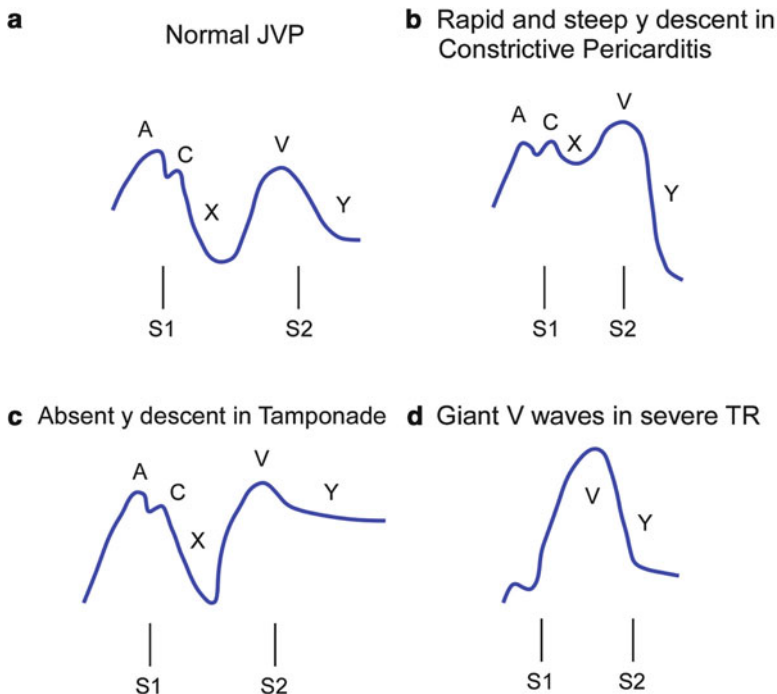 a
Normal JVP
A
C
X
V
Y
S1
S2
b Rapid and steep y descent in
Constrictive Pericarditis
A
C
X
V
Y
S1
S2
c Absent y descent in Tamponade
A
C
X
V
Y
S1
S2
d Giant V waves in severe TR
V
Y
S1
S2